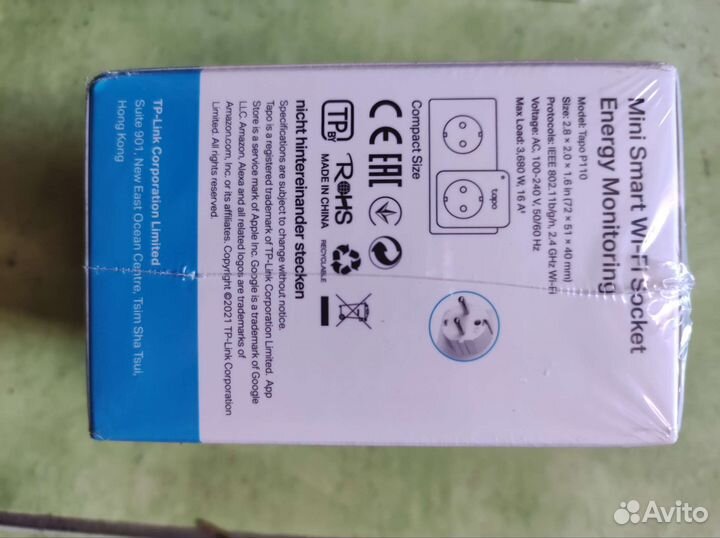 Mini Smart Wi-Fi Socket
Energy Monitoring
Model: Tapo P110
Size: 2.8 × 2.0 × 1.6 in (72 × 51 × 40 mm)
Protocols: IEEE 802.11b/g/n, 2.4 GHz Wi-Fi
Voltage: AC, 100-240 V, 50/60 Hz
Max Load: 3,680 W, 16 A
tapo
Compact Size
CE EAC
TP BY RoHS
MADE IN CHINA
RECYCLABLE
nicht hintereinander stecken
Specifications are subject to change without notice.
Tapo is a registered trademark of TP-Link Corporation Limited. App
Store is a service mark of Apple Inc. Google is a trademark of Google
LLC. Amazon, Alexa and all related logos are trademarks of
Amazon.com, Inc. or its affiliates. Copyright ©2021 TP-Link Corporation
Limited. All rights reserved.
TP-Link Corporation Limited
Suite 901, New East Ocean Centre, Tsim Sha Tsui,
Hong Kong
Avito